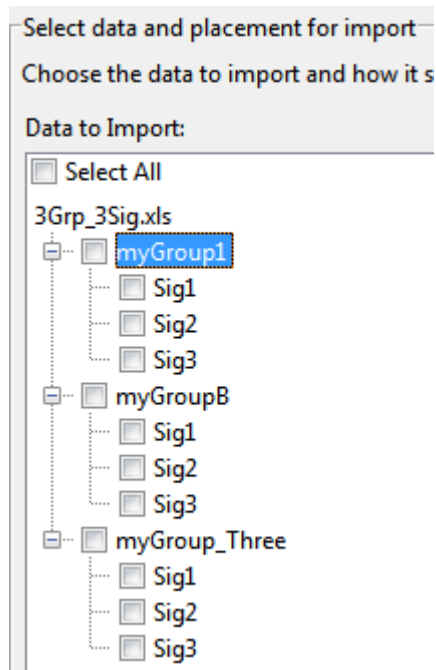 Select data and placement for import
Choose the data to import and how it s
Data to Import:
Select All
3Grp_3Sig.xls
myGroup1
Sig1
Sig2
Sig3
myGroupB
Sig1
Sig2
Sig3
myGroup_Three
Sig1
Sig2
Sig3